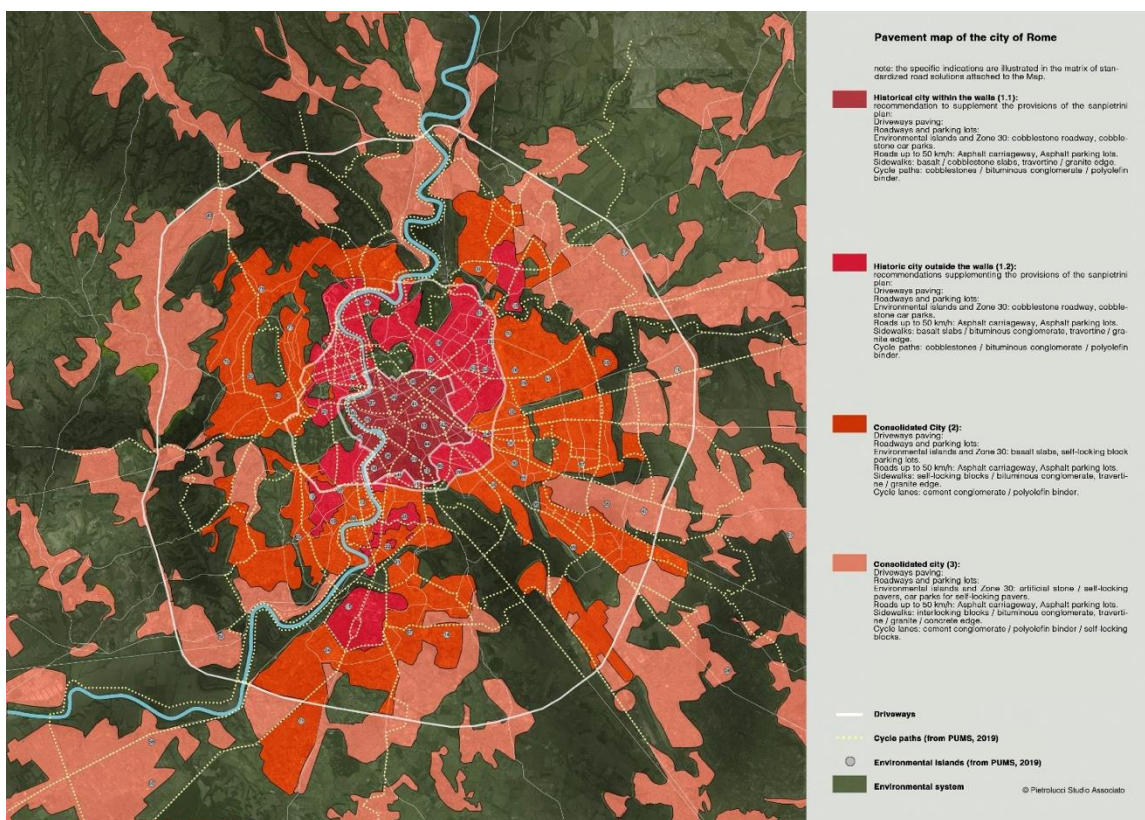 Pavement map of the city of Rome
note: the specific indications are illustrated in the matrix of stan-
dardized road solutions attached to the Map.
Historical city within the walls (1.1):
recommendation to supplement the provisions of the sanpietrini
plan:
Driveways paving:
Roadways and parking lots:
Environmental islands and Zone 30: cobblestone roadway, cobble-
stone car parks.
Roads up to 50 km/h: Asphalt carriageway, Asphalt parking lots.
Sidewalks: basalt / cobblestone slabs, travertine / granite edge.
Cycle paths: cobblestones / bituminous conglomerate / polyolefin
binder.
Historic city outside the walls (1.2):
recommendations supplementing the provisions of the sanpietrini
plan:
Driveways paving:
Roadways and parking lots:
Environmental islands and Zone 30: cobblestone roadway, cobble-
stone car parks.
Roads up to 50 km/h: Asphalt carriageway, Asphalt parking lots.
Sidewalks: basalt slabs / bituminous conglomerate, travertine / gra-
nite edge.
Cycle paths: cobblestones / bituminous conglomerate / polyolefin
binder.
Consolidated City (2):
Driveways paving:
Roadways and parking lots:
Environmental islands and Zone 30: basalt slabs, self-locking block
parking lots.
Roads up to 50 km/h: Asphalt carriageway, Asphalt parking lots.
Sidewalks: self-locking blocks / bituminous conglomerate, traverti-
ne / granite edge.
Cycle lanes: cement conglomerate / polyolefin binder.
Consolidated city (3):
Driveways paving:
Roadways and parking lots:
Environmental islands and Zone 30: artificial stone / self-locking
pavers, car parks for self-locking pavers.
Roads up to 50 km/h: Asphalt carriageway, Asphalt parking lots.
Sidewalks: interlocking blocks / bituminous conglomerate, traverti-
ne / granite / concrete edge.
Cycle lanes: cement conglomerate / polyolefin binder / self-locking
blocks.
Driveways
Cycle paths (from PUMS, 2019)
Environmental islands (from PUMS, 2019)
Environmental system
© Pietrolucci Studio Associato